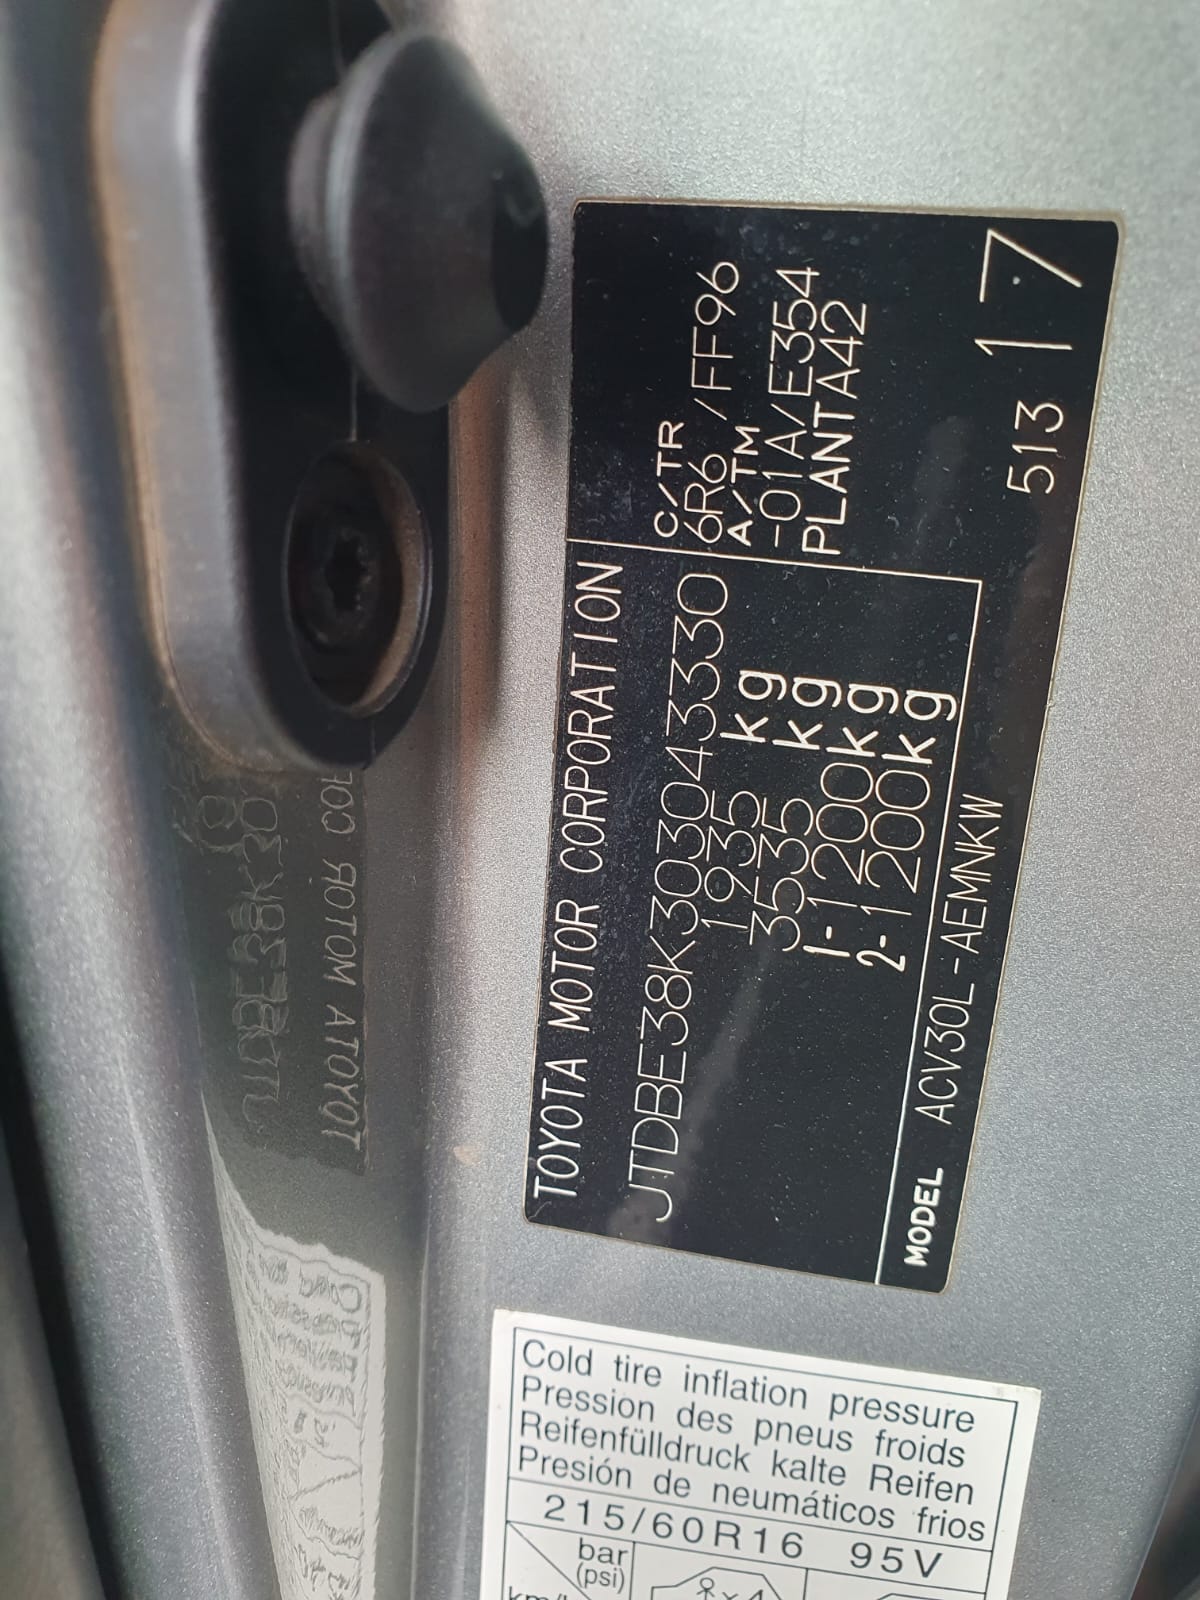 TOYOTA MOTOR CORPORATION
JTDBE38K303043330
1935 kg
3535 kg
1-1200kg
2-1200kg
C/TR
6R6 /FF96
A/TM
-01A/E354
PLANTA42
MODEL ACV30L-AEMNKW
513 17
Cold tire inflation pressure
Pression des pneus froids
Reifenfülldruck kalte Reifen
Presión de neumáticos frios
215/60R16 95V
bar
(psi)